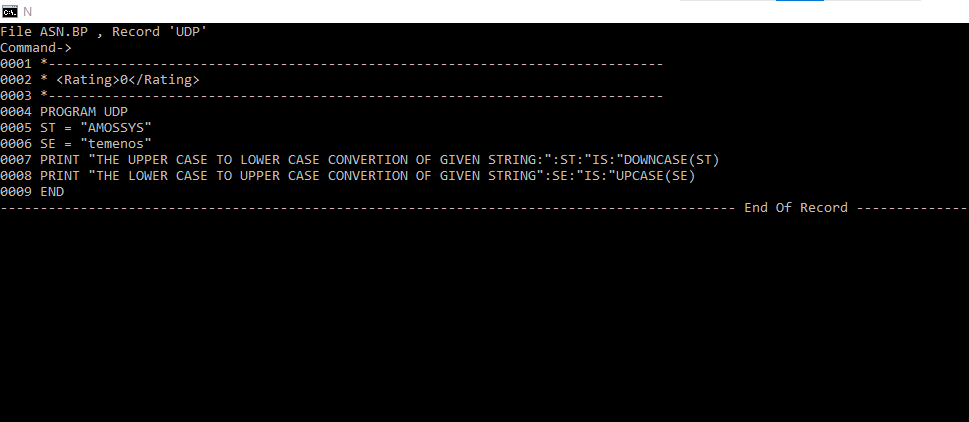 N
File ASN.BP , Record 'UDP'
Command->
0001 *-----------------------------------------------------------------------------
0002 * <Rating>0</Rating>
0003 *-----------------------------------------------------------------------------
0004 PROGRAM UDP
0005 ST = "AMOSSYS"
0006 SE = "temenos"
0007 PRINT "THE UPPER CASE TO LOWER CASE CONVERTION OF GIVEN STRING:":ST:"IS:"DOWNCASE(ST)
0008 PRINT "THE LOWER CASE TO UPPER CASE CONVERTION OF GIVEN STRING":SE:"IS:"UPCASE(SE)
0009 END
-------------------------------------------------------------------------------------------- End Of Record --------------